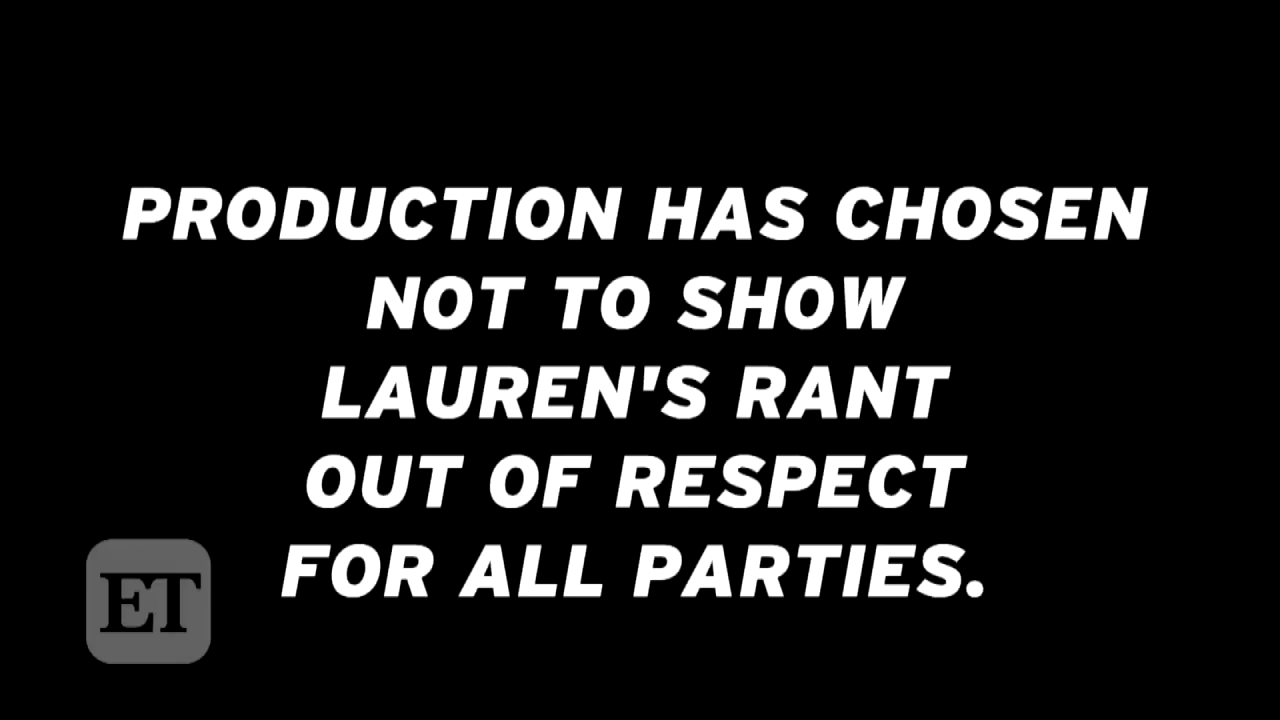 PRODUCTION HAS CHOSEN
NOT TO SHOW
LAUREN'S RANT
OUT OF RESPECT
FOR ALL PARTIES.
ET